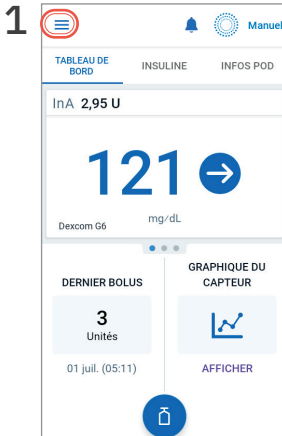 1
Manuel
TABLEAU DE
BORD
INSULINE
INFOS POD
InA 2,95 U
121
mg/dL
Dexcom G6
DERNIER BOLUS
3
Unités
01 juil. (05:11)
GRAPHIQUE DU
CAPTEUR
AFFICHER